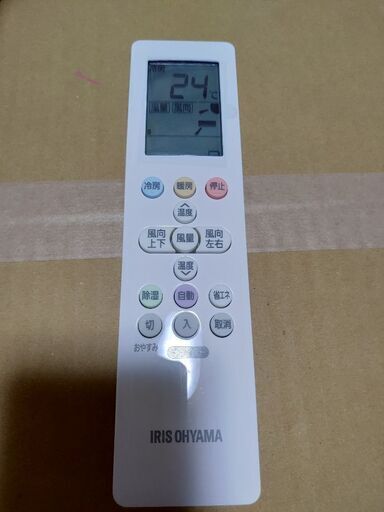 冷房
24℃
風量 風向
冷房 暖房 停止
温度
風向上下 風量 風向左右
温度
除湿 自動 省エネ
切 入 取消
おやすみ
IRIS OHYAMA